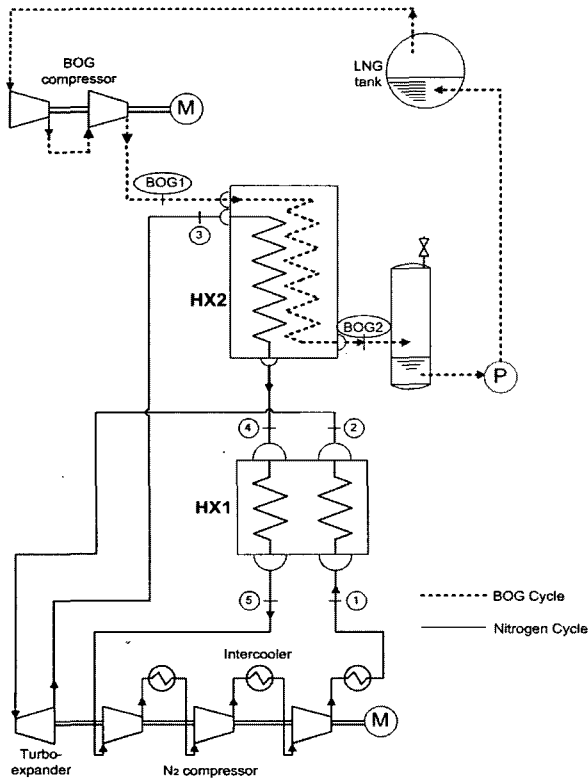 BOG
compressor
M
LNG
tank
BOG1
3
HX2
BOG2
P
4
2
HX1
5
1
BOG Cycle
Nitrogen Cycle
Intercooler
M
Turbo-
expander
N₂ compressor